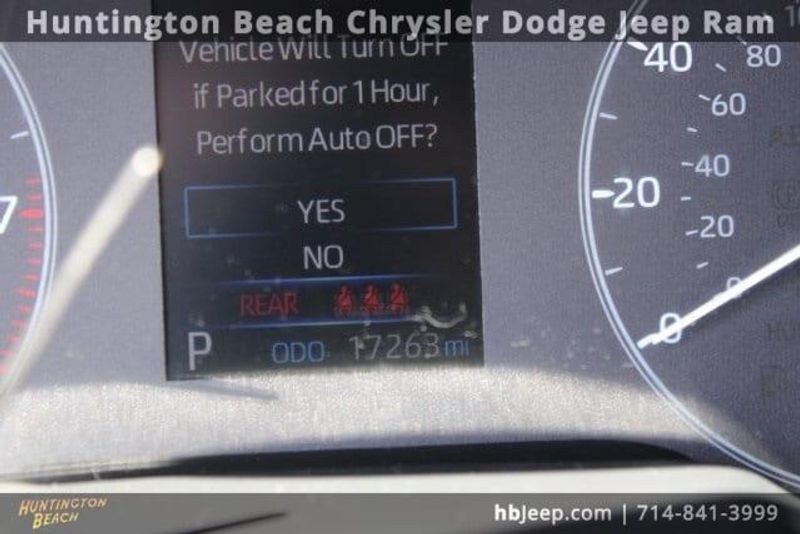 Huntington Beach Chrysler Dodge Jeep Ram
Vehicle Will Turn OFF
if Parked for 1 Hour,
Perform Auto OFF?
YES
NO
REAR
P ODO 17263 mi
7
40
80
60
20
40
20
0
0
HUNTINGTON
BEACH
hbjeep.com | 714-841-3999